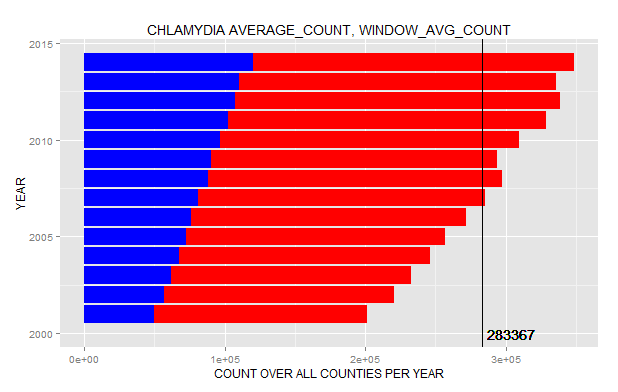 CHLAMYDIA AVERAGE_COUNT, WINDOW_AVG_COUNT
2015
2010
2005
2000
YEAR
283367
0e+00 1e+05 2e+05 3e+05
COUNT OVER ALL COUNTIES PER YEAR